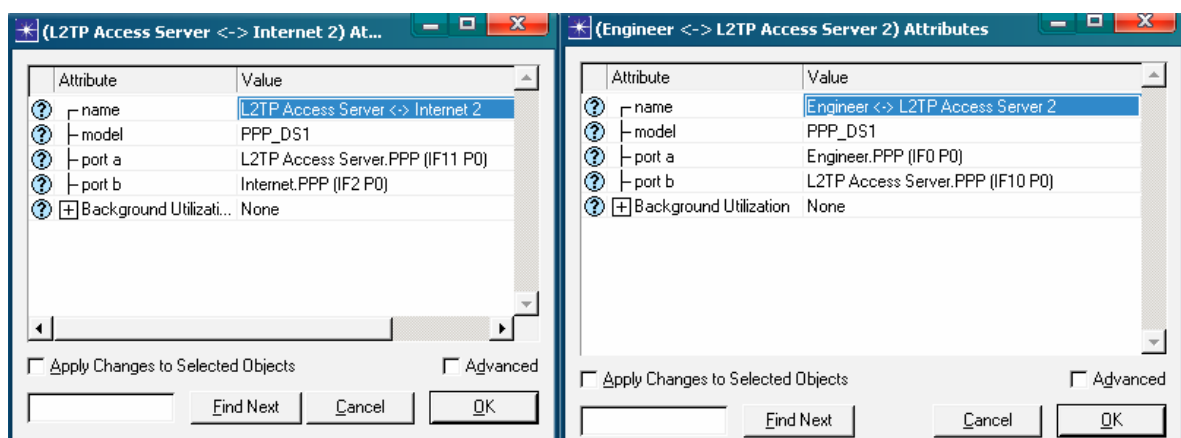 (L2TP Access Server <-> Internet 2) At...
Attribute Value
name L2TP Access Server <-> Internet 2
model PPP_DS1
port a L2TP Access Server.PPP (IF11 P0)
port b Internet.PPP (IF2 P0)
Background Utilizati... None
Apply Changes to Selected Objects Advanced
Find Next Cancel OK
(Engineer <-> L2TP Access Server 2) Attributes
Attribute Value
name Engineer <-> L2TP Access Server 2
model PPP_DS1
port a Engineer.PPP (IF0 P0)
port b L2TP Access Server.PPP (IF10 P0)
Background Utilization None
Apply Changes to Selected Objects Advanced
Find Next Cancel OK